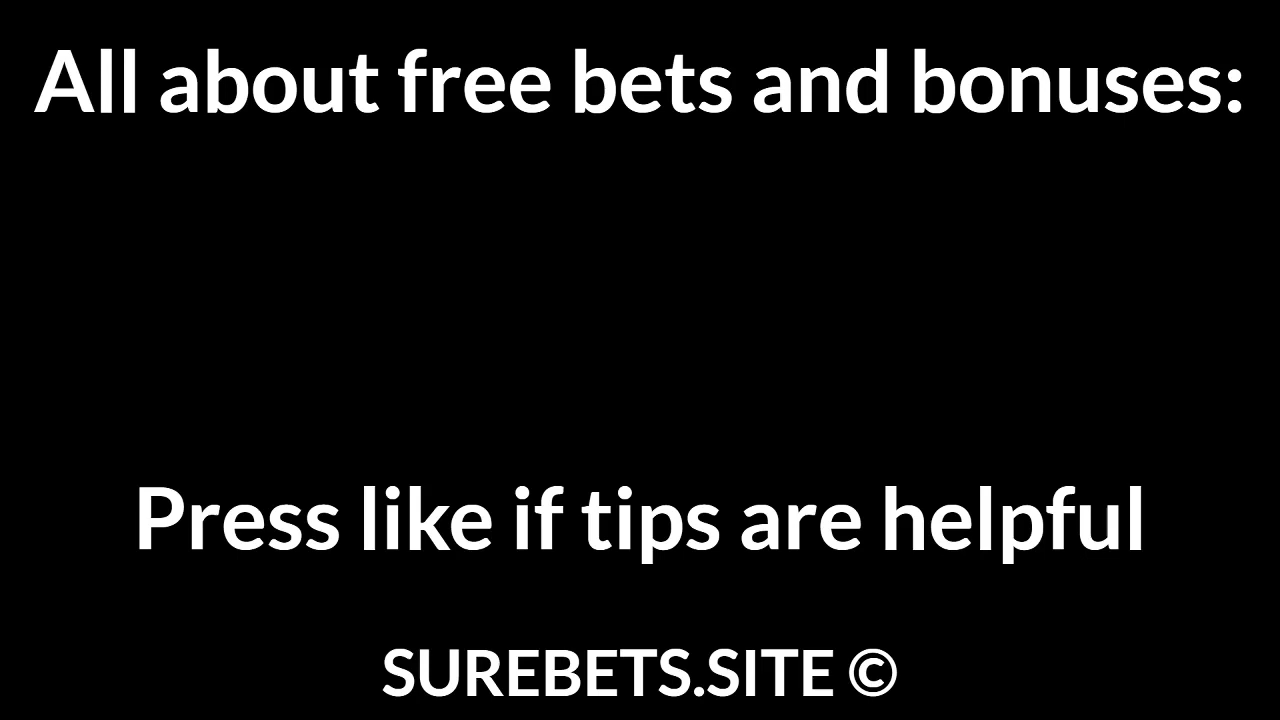 All about free bets and bonuses:
Press like if tips are helpful
SUREBETS.SITE ©